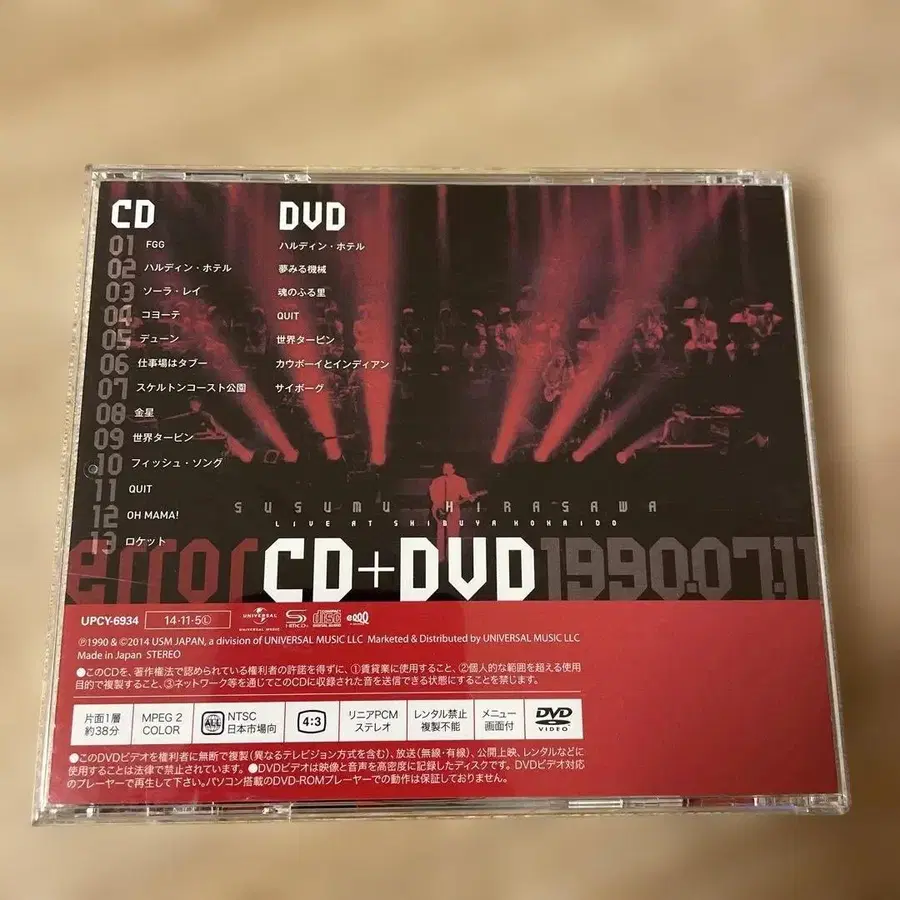 CD
01 FGG
02 ハルディン・ホテル
03 ソーラ・レイ
04 コヨーテ
05 デューン
06 仕事場はタブー
07 スケルトンコースト公園
08 金星
09 世界タービン
10 フィッシュ・ソング
11 QUIT
12 OH MAMA!
13 ロケット
DVD
ハルディン・ホテル
夢みる機械
魂のふる里
QUIT
世界タービン
カウボーイとインディアン
サイボーグ
SUSUMU HIRASAWA
LIVE AT SHIBUYA KOKAIDO
error CD+DVD 1990.07.11
UPCY-6934 14·11·5Ⓛ UNIVERSAL UNIVERSAL MUSIC SHM-CD
Ⓟ1990 & ©2014 USM JAPAN, a division of UNIVERSAL MUSIC LLC Marketed & Distributed by UNIVERSAL MUSIC LLC
Made in Japan STEREO
●このCDを、著作権法で認められている権利者の許諾を得ずに、①賃貸業に使用すること、②個人的な範囲を超える使用
目的で複製すること、③ネットワーク等を通じてこのCDに収録された音を送信できる状態にすることを禁じます。
片面1層 MPEG 2 ALL NTSC 4:3 リニアPCM レンタル禁止 メニュー DVD
約38分 COLOR 日本市場向 ステレオ 複製不能 画面付 VIDEO
●このDVDビデオを権利者に無断で複製(異なるテレビジョン方式を含む)、放送(無線・有線)、公開上映、レンタルなどに
使用することは法律で禁止されています。●DVDビデオは映像と音声を高密度に記録したディスクです。DVDビデオ対応
のプレーヤーで再生して下さい。パソコン搭載のDVD-ROMプレーヤーでの動作は保証しておりません。